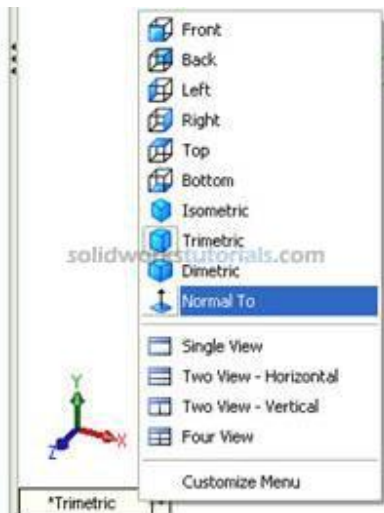 Front
Back
Left
Right
Top
Bottom
Isometric
Trimetric
solidworkstutorials.com
Dimetric
Normal To
Single View
Two View - Horizontal
Two View - Vertical
Four View
Customize Menu
Y
X
Z
*Trimetric